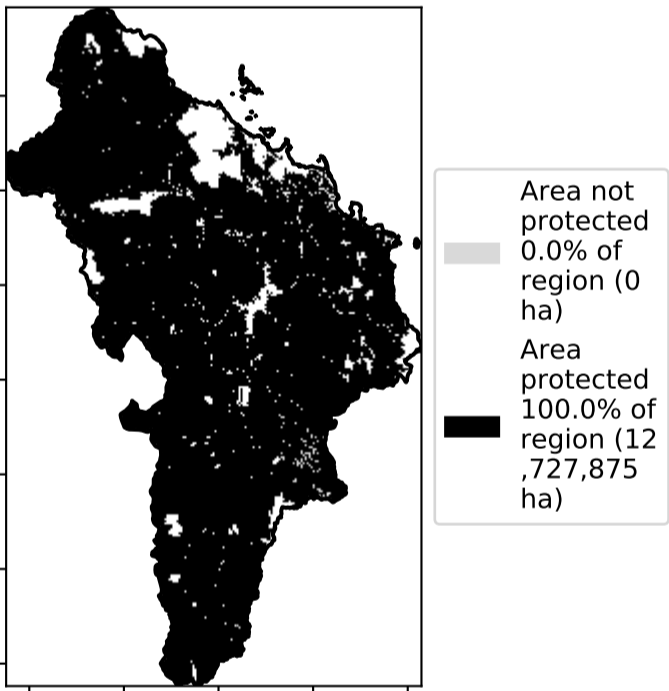 Area not
protected
0.0% of
region (0
ha)
Area
protected
100.0% of
region (12
,727,875
ha)